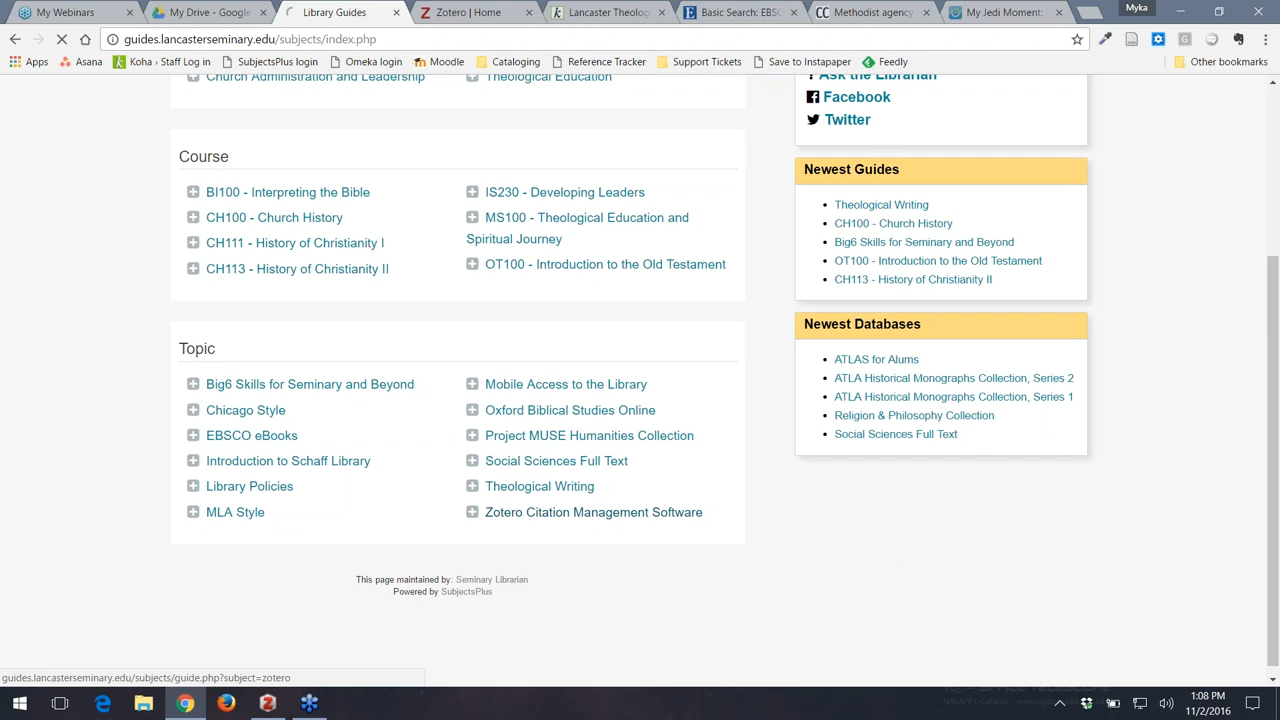 My Webinars
My Drive - Google
Library Guides
Zotero | Home
Lancaster Theolog
Basic Search: EBSC
Methodist agency
My Jedi Moment:
Myka
guides.lancasterseminary.edu/subjects/index.php
Apps
Asana
Koha › Staff Log in
SubjectsPlus login
Omeka login
Moodle
Cataloging
Reference Tracker
Support Tickets
Save to Instapaper
Feedly
Other bookmarks
Church Administration and Leadership
Theological Education
Ask the Librarian
Facebook
Twitter
Course
BI100 - Interpreting the Bible
CH100 - Church History
CH111 - History of Christianity I
CH113 - History of Christianity II
IS230 - Developing Leaders
MS100 - Theological Education and
Spiritual Journey
OT100 - Introduction to the Old Testament
Newest Guides
Theological Writing
CH100 - Church History
Big6 Skills for Seminary and Beyond
OT100 - Introduction to the Old Testament
CH113 - History of Christianity II
Topic
Big6 Skills for Seminary and Beyond
Chicago Style
EBSCO eBooks
Introduction to Schaff Library
Library Policies
MLA Style
Mobile Access to the Library
Oxford Biblical Studies Online
Project MUSE Humanities Collection
Social Sciences Full Text
Theological Writing
Zotero Citation Management Software
Newest Databases
ATLAS for Alums
ATLA Historical Monographs Collection, Series 2
ATLA Historical Monographs Collection, Series 1
Religion & Philosophy Collection
Social Sciences Full Text
This page maintained by: Seminary Librarian
Powered by SubjectsPlus
guides.lancasterseminary.edu/subjects/guide.php?subject=zotero
1:08 PM
11/2/2016